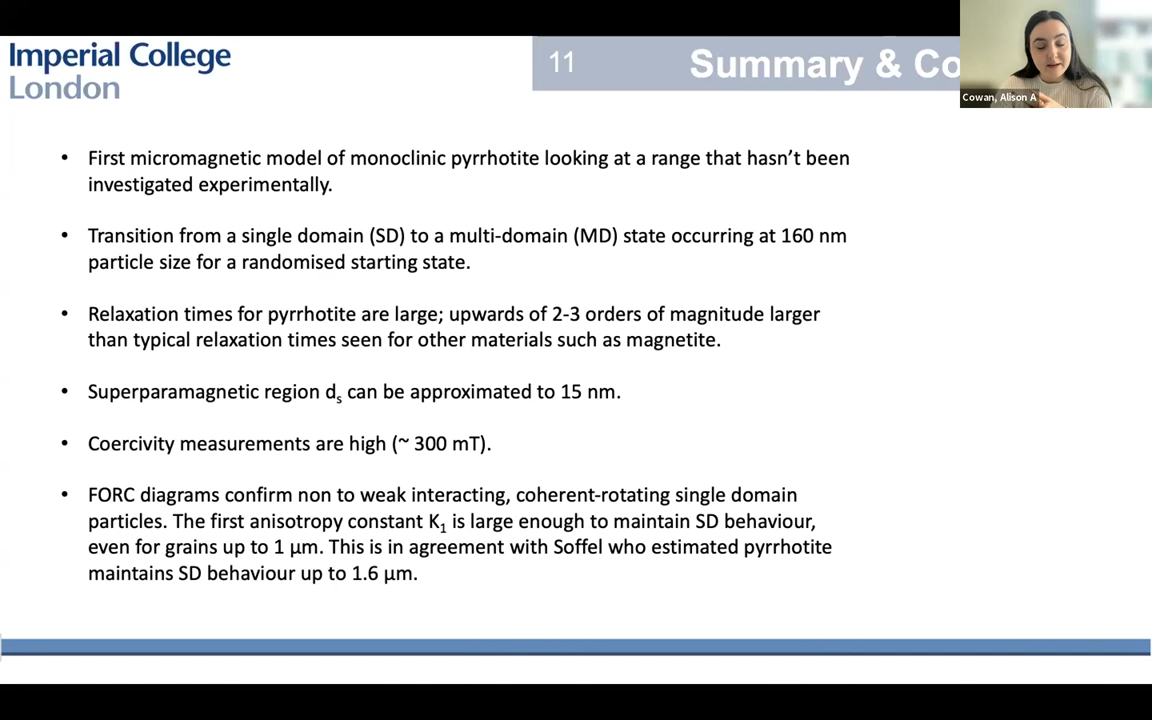 Imperial College
London
11
Summary & Co
Cowan, Alison A
• First micromagnetic model of monoclinic pyrrhotite looking at a range that hasn’t been
investigated experimentally.
• Transition from a single domain (SD) to a multi-domain (MD) state occurring at 160 nm
particle size for a randomised starting state.
• Relaxation times for pyrrhotite are large; upwards of 2-3 orders of magnitude larger
than typical relaxation times seen for other materials such as magnetite.
• Superparamagnetic region ds can be approximated to 15 nm.
• Coercivity measurements are high (~ 300 mT).
• FORC diagrams confirm non to weak interacting, coherent-rotating single domain
particles. The first anisotropy constant K1 is large enough to maintain SD behaviour,
even for grains up to 1 μm. This is in agreement with Soffel who estimated pyrrhotite
maintains SD behaviour up to 1.6 μm.